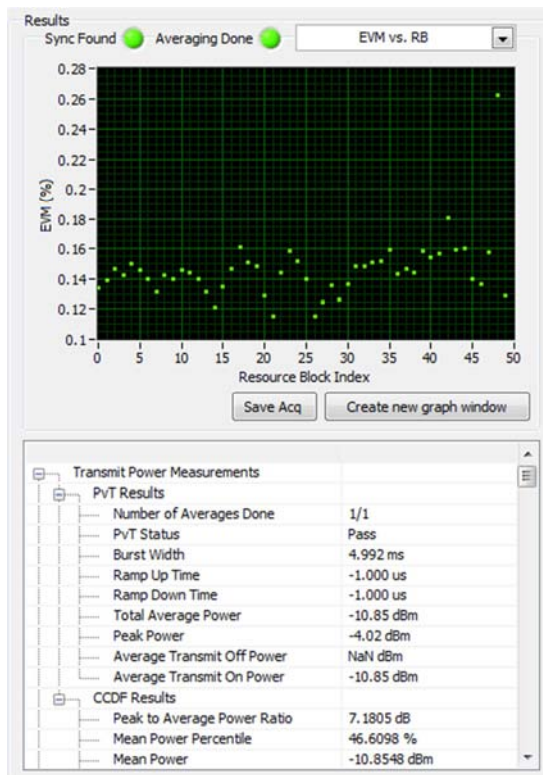 Results
Sync Found Averaging Done EVM vs. RB
0.28
0.26
0.24
0.22
0.2
0.18
0.16
0.14
0.12
0.1
EVM (%)
0 5 10 15 20 25 30 35 40 45 50
Resource Block Index
Save Acq Create new graph window
Transmit Power Measurements
PvT Results
Number of Averages Done 1/1
PvT Status Pass
Burst Width 4.992 ms
Ramp Up Time -1.000 us
Ramp Down Time -1.000 us
Total Average Power -10.85 dBm
Peak Power -4.02 dBm
Average Transmit Off Power NaN dBm
Average Transmit On Power -10.85 dBm
CCDF Results
Peak to Average Power Ratio 7.1805 dB
Mean Power Percentile 46.6098 %
Mean Power -10.8548 dBm